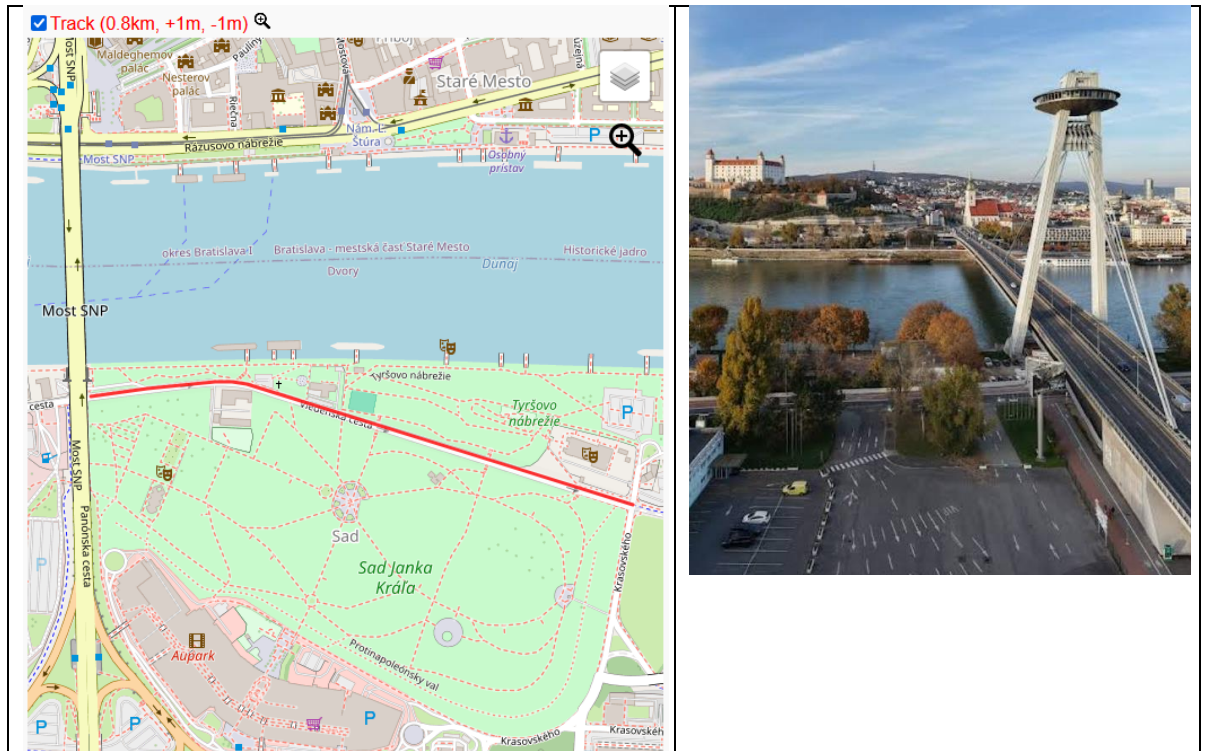 Track (0.8km, +1m, -1m)
Most SNP
Maldeghemov
palác
Nesterov
palác
Pauliny
Riečna
Mostová
Staré Mesto
Nám. Ľ.
Štúra
Rázusovo nábrežie
Most SNP
P
Osobný
prístav
okres Bratislava I
Bratislava - mestská časť Staré Mesto
Historické jadro
Dvory
Dunaj
Most SNP
Tyršovo nábrežie
cesta
Viedenská cesta
Tyršovo
nábrežie
P
Most SNP
Sad
Panónska cesta
P
Sad Janka
Kráľa
Krasovského
Aupark
Protinapoleónsky val
P
P
P
Krasovského
Krasovskéh